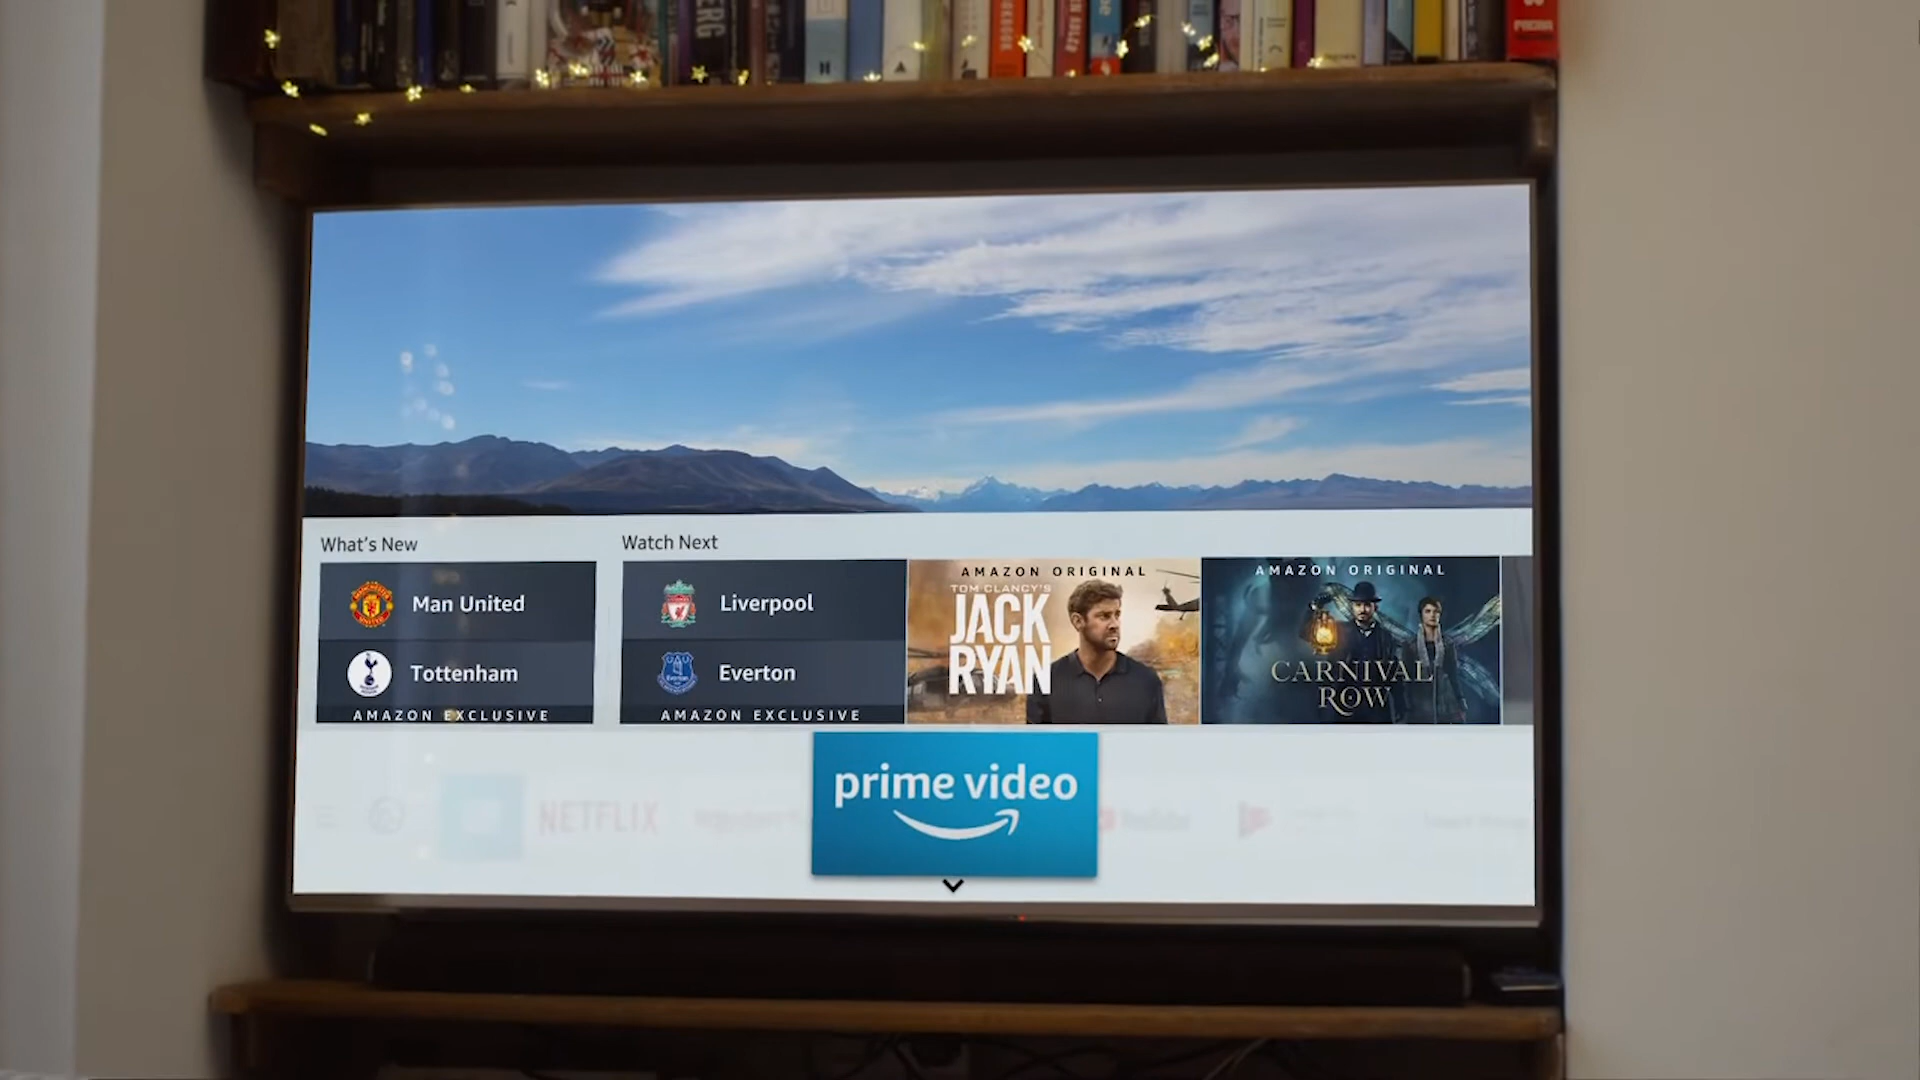 What's New
Watch Next
Man United
Tottenham
AMAZON EXCLUSIVE
Liverpool
Everton
AMAZON EXCLUSIVE
AMAZON ORIGINAL
TOM CLANCY'S
JACK
RYAN
AMAZON ORIGINAL
CARNIVAL
ROW
prime video
NETFLIX
YouTube